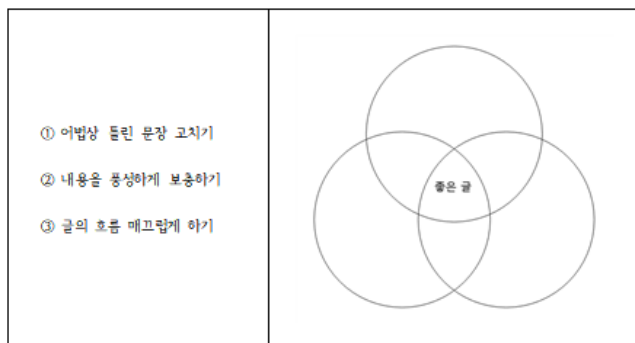 ① 어법상 틀린 문장 고치기
② 내용을 풍성하게 보충하기
③ 글의 흐름 매끄럽게 하기
좋은 글